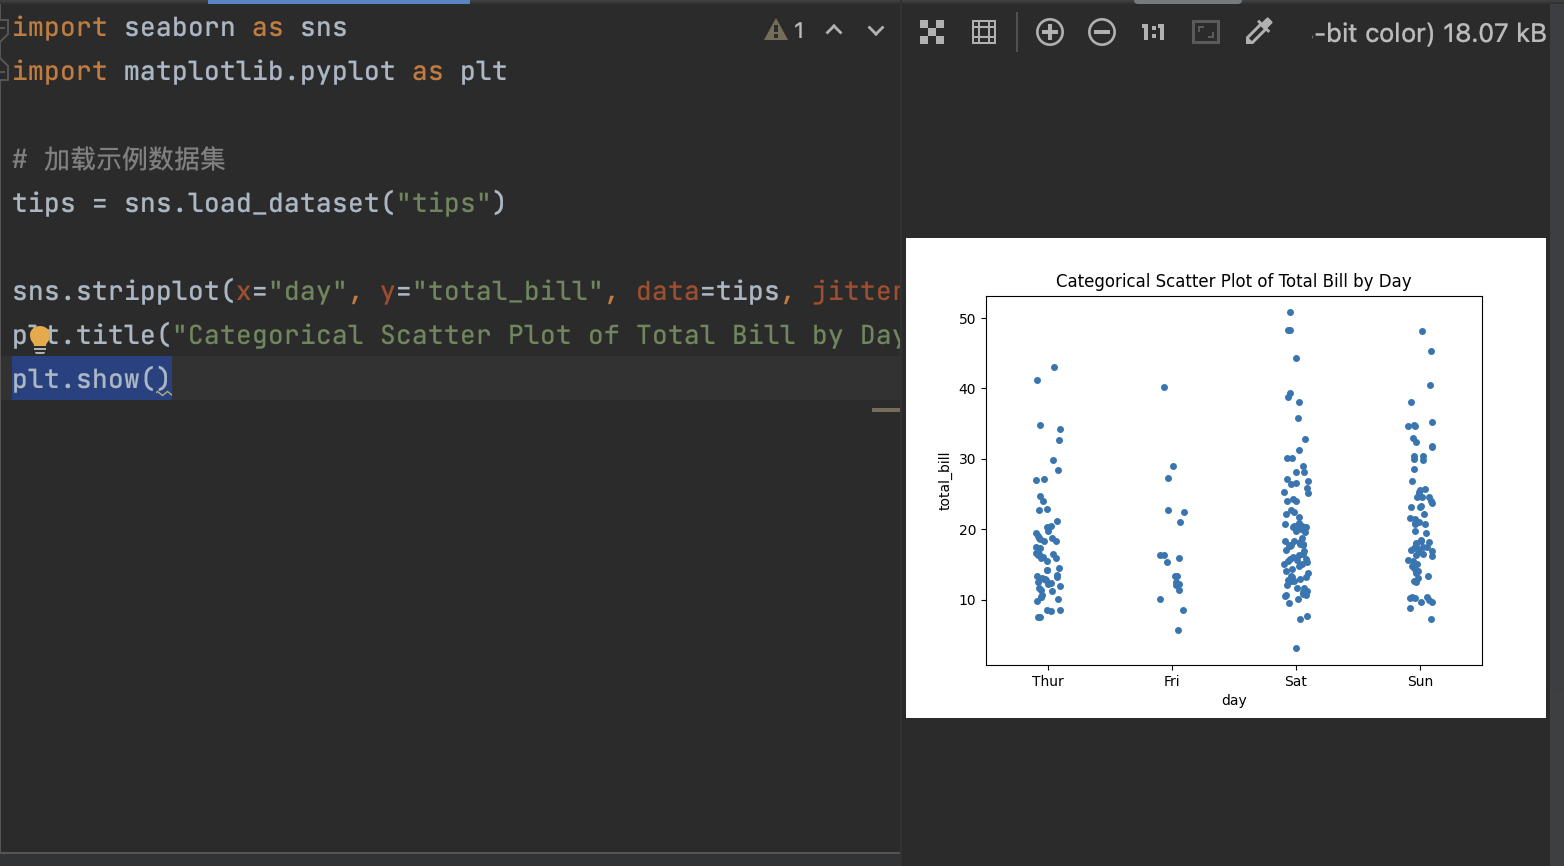 import seaborn as sns
import matplotlib.pyplot as plt
# 加载示例数据集
tips = sns.load_dataset("tips")
sns.stripplot(x="day", y="total_bill", data=tips, jitter
plt.title("Categorical Scatter Plot of Total Bill by Day
plt.show()
1
1:1
-bit color) 18.07 kB
Categorical Scatter Plot of Total Bill by Day
50
40
30
20
10
total_bill
Thur Fri Sat Sun
day